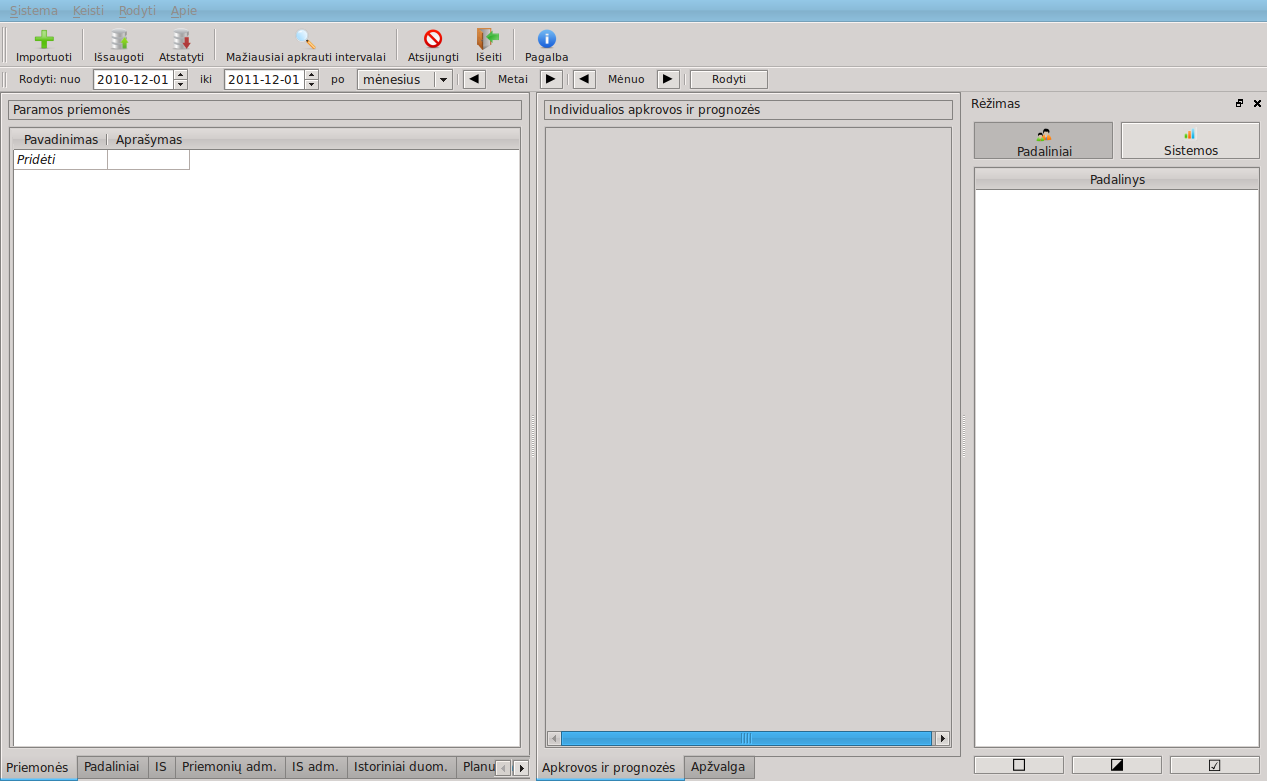 Sistema Keisti Rodyti Apie
Importuoti Išsaugoti Atstatyti Mažiausiai apkrauti intervalai Atsijungti Išeiti Pagalba
Rodyti: nuo 2010-12-01 iki 2011-12-01 po mėnesius Metai Mėnuo Rodyti
Paramos priemonės
Pavadinimas Aprašymas
Pridėti
Priemonės Padaliniai IS Priemonių adm. IS adm. Istoriniai duom. Planu
Individualios apkrovos ir prognozės
Apkrovos ir prognozės Apžvalga
Rėžimas
Padaliniai Sistemos
Padalinys